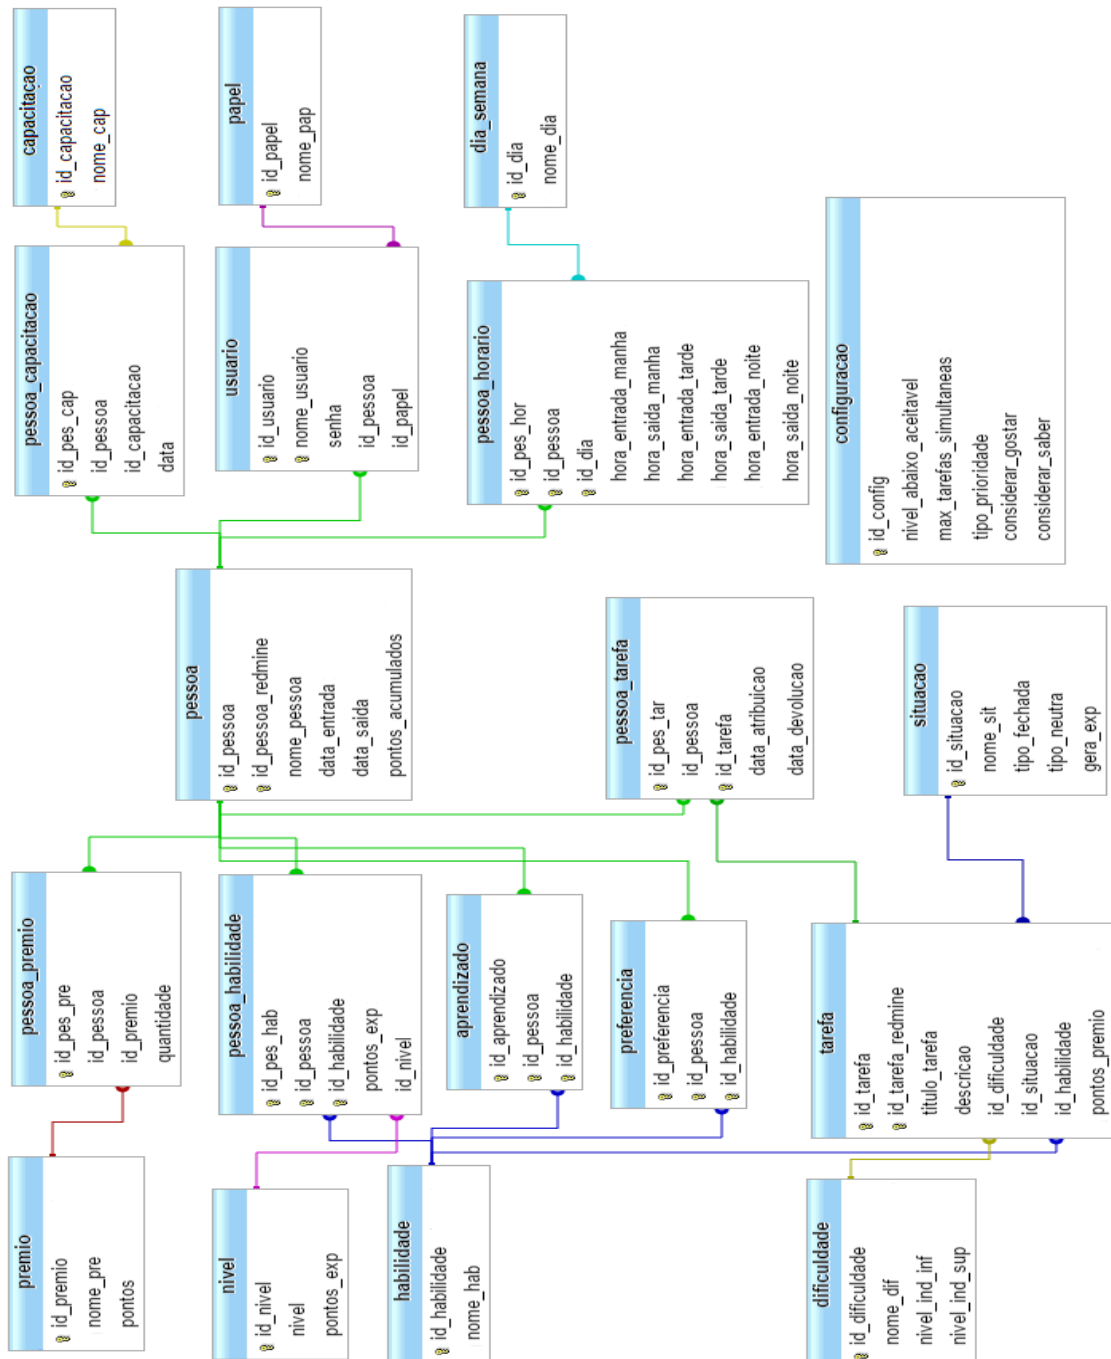 capacitaçao
id_capacitacao
nome_cap
papel
id_papel
nome_pap
dia_semana
id_dia
nome_dia
pessoa_capacitacao
id_pes_cap
id_pessoa
id_capacitacao
data
usuario
id_usuario
nome_usuario
senha
id_pessoa
id_papel
pessoa_horario
id_pes_hor
id_pessoa
id_dia
hora_entrada_manha
hora_saida_manha
hora_entrada_tarde
hora_saida_tarde
hora_entrada_noite
hora_saida_noite
configuracao
id_config
nivel_abaixo_aceitavel
max_tarefas_simultaneas
tipo_prioridade
considerar_gostar
considerar_saber
pessoa
id_pessoa
id_pessoa_redmine
nome_pessoa
data_entrada
data_saida
pontos_acumulados
pessoa_tarefa
id_pes_tar
id_pessoa
id_tarefa
data_atribuicao
data_devolucao
situacao
id_situacao
nome_sit
tipo_fechada
tipo_neutra
gera_exp
pessoa_premio
id_pes_pre
id_pessoa
id_premio
quantidade
pessoa_habilidade
id_pes_hab
id_pessoa
id_habilidade
pontos_exp
id_nivel
aprendizado
id_aprendizado
id_pessoa
id_habilidade
preferencia
id_preferencia
id_pessoa
id_habilidade
tarefa
id_tarefa
id_tarefa_redmine
titulo_tarefa
descricao
id_dificuldade
id_situacao
id_habilidade
pontos_premio
premio
id_premio
nome_pre
pontos
nivel
id_nivel
nivel
pontos_exp
habilidade
id_habilidade
nome_hab
dificuldade
id_dificuldade
nome_dif
nivel_ind_inf
nivel_ind_sup